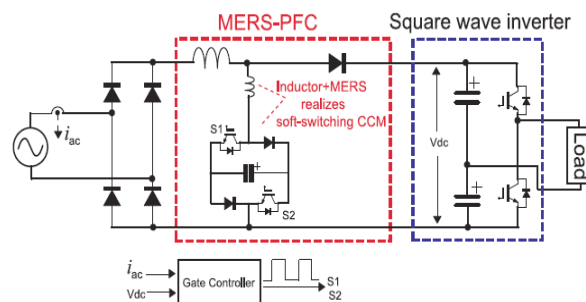 MERS-PFC
Square wave inverter
Inductor+MERS
realizes
soft-switching CCM
iac
S1
S2
+
+
+
Vdc
Load
iac
Vdc
Gate Controller
S1
S2